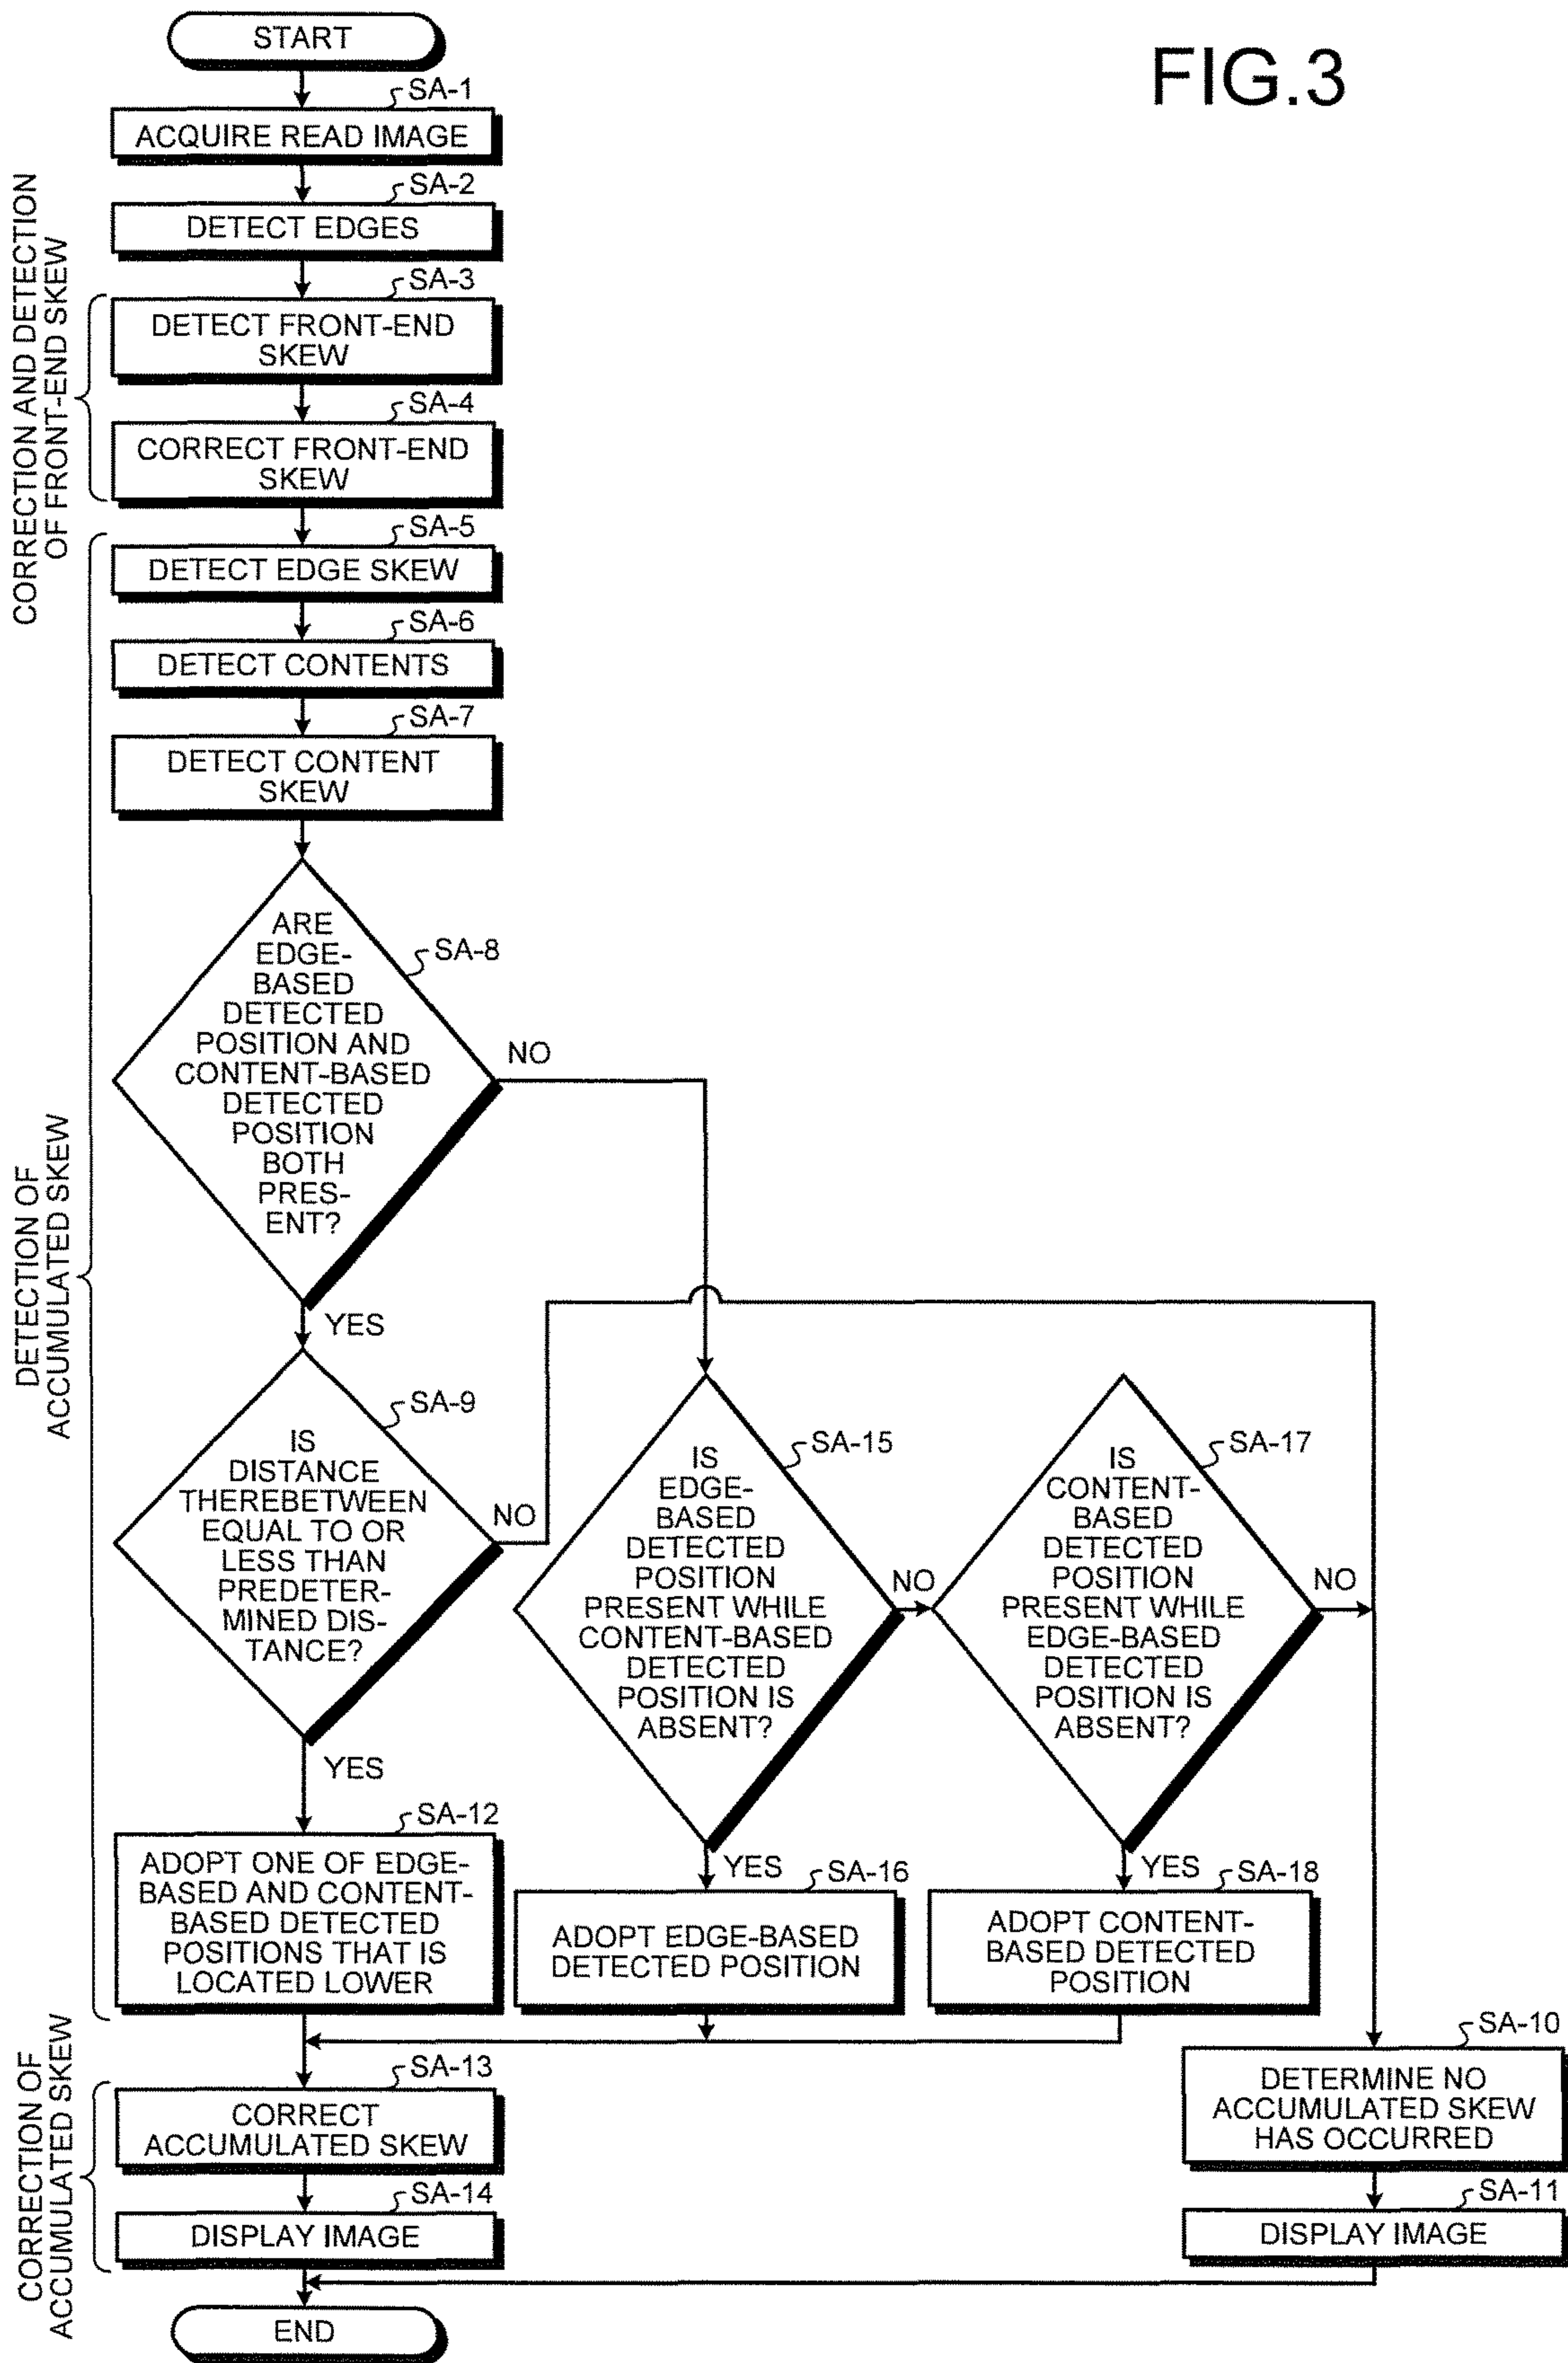 FIG.3
START
SA-1
ACQUIRE READ IMAGE
SA-2
DETECT EDGES
CORRECTION AND DETECTION
OF FRONT-END SKEW
SA-3
DETECT FRONT-END
SKEW
SA-4
CORRECT FRONT-END
SKEW
DETECTION OF
ACCUMULATED SKEW
SA-5
DETECT EDGE SKEW
SA-6
DETECT CONTENTS
SA-7
DETECT CONTENT
SKEW
SA-8
ARE
EDGE-
BASED
DETECTED
POSITION AND
CONTENT-BASED
DETECTED
POSITION
BOTH
PRES-
ENT?
NO
YES
SA-9
IS
DISTANCE
THEREBETWEEN
EQUAL TO OR
LESS THAN
PREDETER-
MINED DIS-
TANCE?
NO
YES
SA-15
IS
EDGE-
BASED
DETECTED
POSITION
PRESENT WHILE
CONTENT-BASED
DETECTED
POSITION IS
ABSENT?
NO
YES
SA-17
IS
CONTENT-
BASED
DETECTED
POSITION
PRESENT WHILE
EDGE-BASED
DETECTED
POSITION IS
ABSENT?
NO
YES
SA-12
ADOPT ONE OF EDGE-
BASED AND CONTENT-
BASED DETECTED
POSITIONS THAT IS
LOCATED LOWER
SA-16
ADOPT EDGE-BASED
DETECTED POSITION
SA-18
ADOPT CONTENT-
BASED DETECTED
POSITION
CORRECTION OF
ACCUMULATED SKEW
SA-13
CORRECT
ACCUMULATED SKEW
SA-10
DETERMINE NO
ACCUMULATED SKEW
HAS OCCURRED
SA-14
DISPLAY IMAGE
SA-11
DISPLAY IMAGE
END